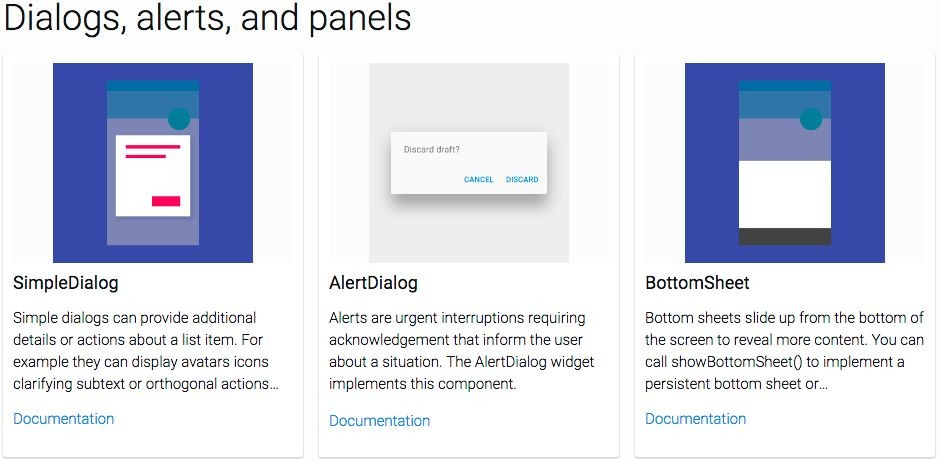 Dialogs, alerts, and panels
Discard draft?
CANCEL DISCARD
SimpleDialog
Simple dialogs can provide additional
details or actions about a list item. For
example they can display avatars icons
clarifying subtext or orthogonal actions...
Documentation
AlertDialog
Alerts are urgent interruptions requiring
acknowledgement that inform the user
about a situation. The AlertDialog widget
implements this component.
Documentation
BottomSheet
Bottom sheets slide up from the bottom of
the screen to reveal more content. You can
call showBottomSheet() to implement a
persistent bottom sheet or...
Documentation